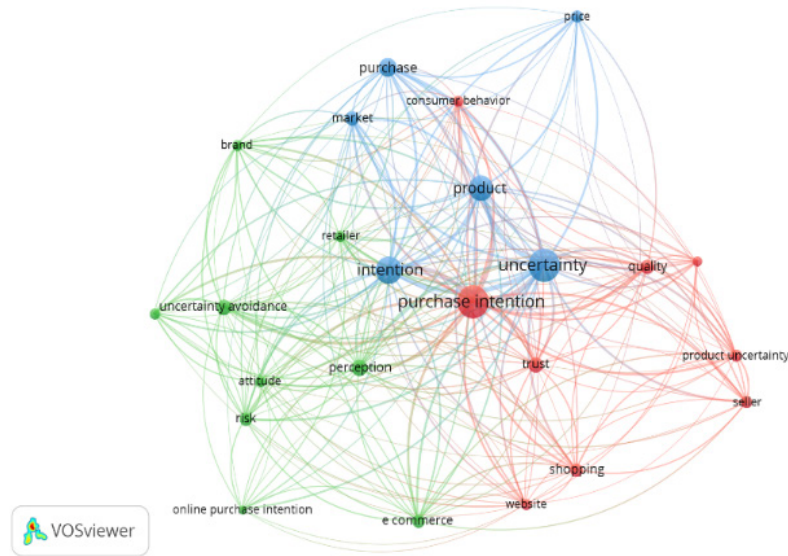 price
purchase
consumer behavior
market
brand
product
retailer
intention
uncertainty
quality
purchase intention
uncertainty avoidance
product uncertainty
trust
perception
attitude
seller
risk
shopping
website
online purchase intention
e commerce
VOSviewer